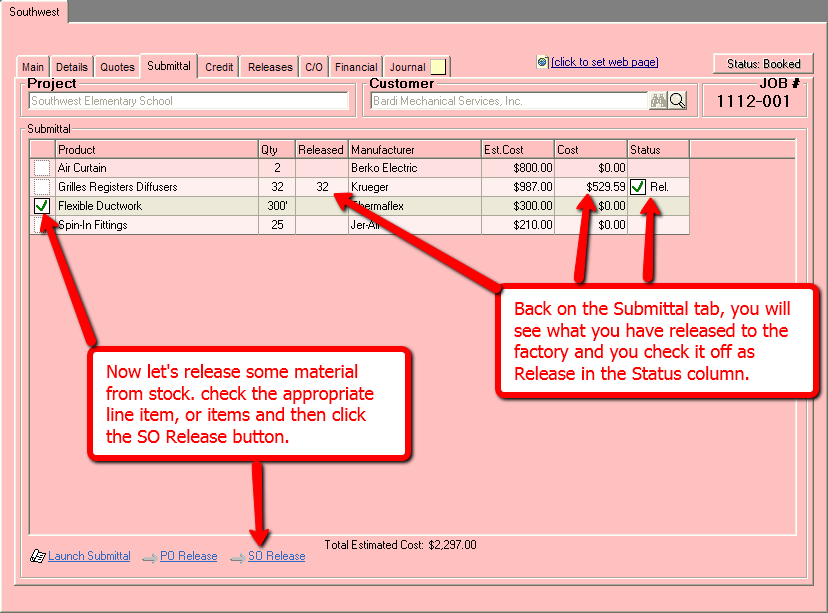 Southwest
Main Details Quotes Submittal Credit Releases C/O Financial Journal [click to set web page] Status: Booked
Project Customer JOB #
Southwest Elementary School Bardi Mechanical Services, Inc. 1112-001
Submittal
Product Qty Released Manufacturer Est.Cost Cost Status
Air Curtain 2 Berko Electric $800.00 $0.00
Grilles Registers Diffusers 32 32 Krueger $987.00 $529.59 Rel.
Flexible Ductwork 300' Thermaflex $300.00 $0.00
Spin-In Fittings 25 Jer-Air $210.00 $0.00
Back on the Submittal tab, you will
see what you have released to the
factory and you check it off as
Release in the Status column.
Now let's release some material
from stock. check the appropriate
line item, or items and then click
the SO Release button.
Total Estimated Cost: $2,297.00
Launch Submittal PO Release SO Release